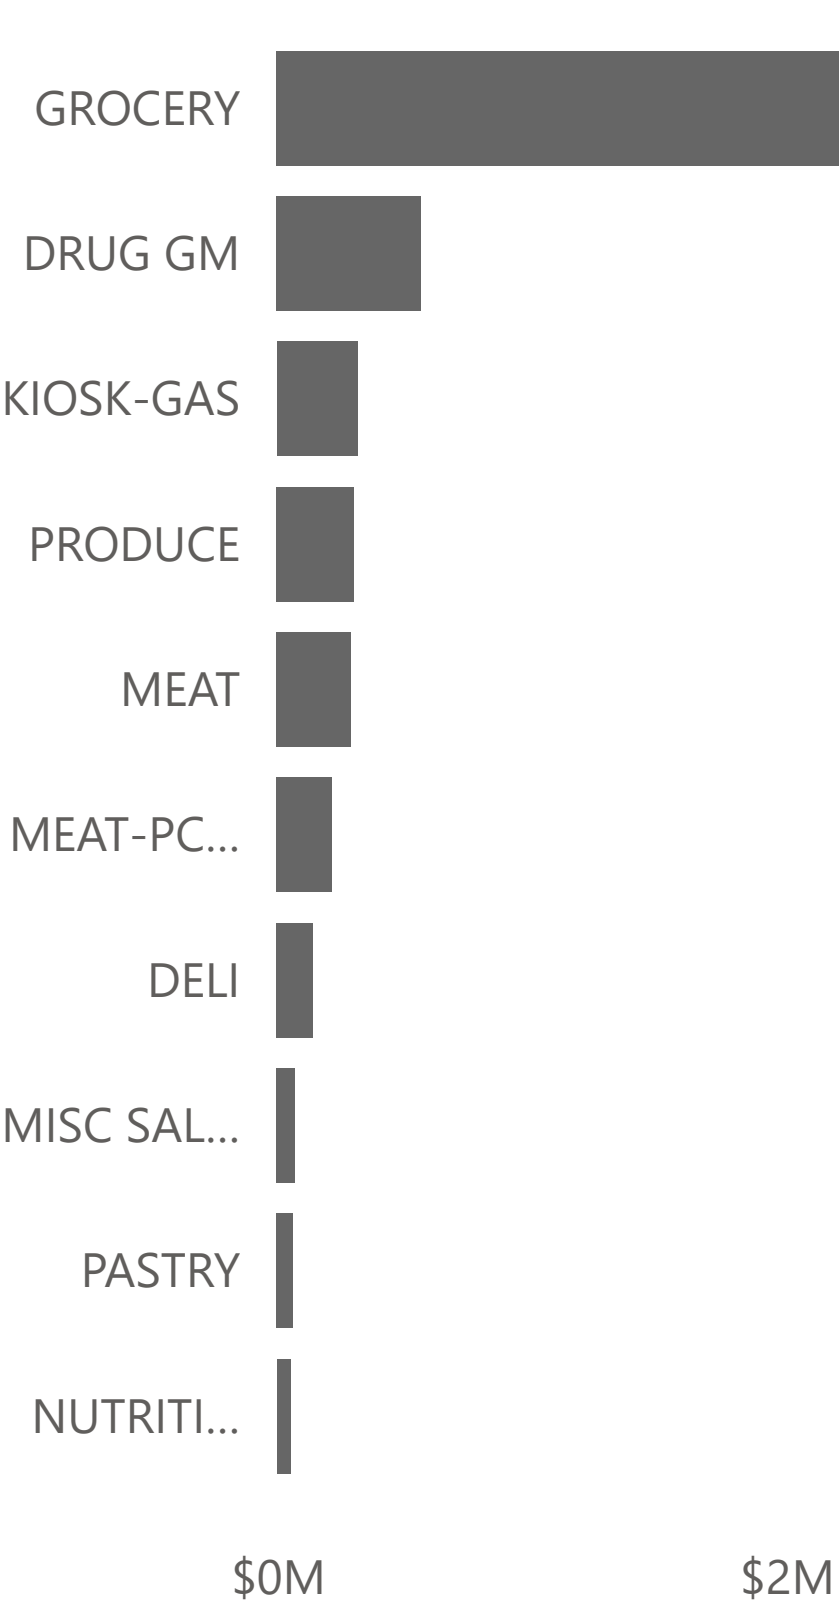 GROCERY
DRUG GM
KIOSK-GAS
PRODUCE
MEAT
MEAT-PC...
DELI
MISC SAL...
PASTRY
NUTRITI...
$0M $2M